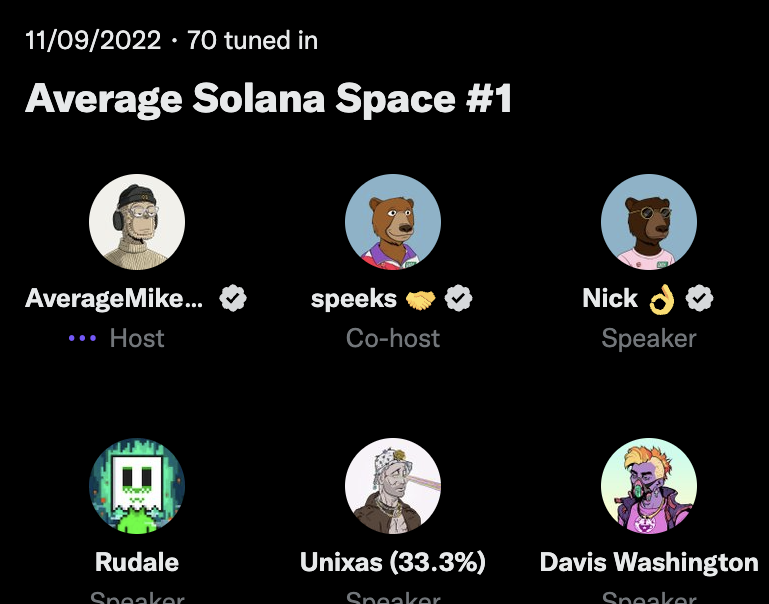 11/09/2022 · 70 tuned in
Average Solana Space #1
AverageMike... speeks 🤝 Nick 👌
Host Co-host Speaker
Rudale Unixas (33.3%) Davis Washington
Speaker Speaker Speaker